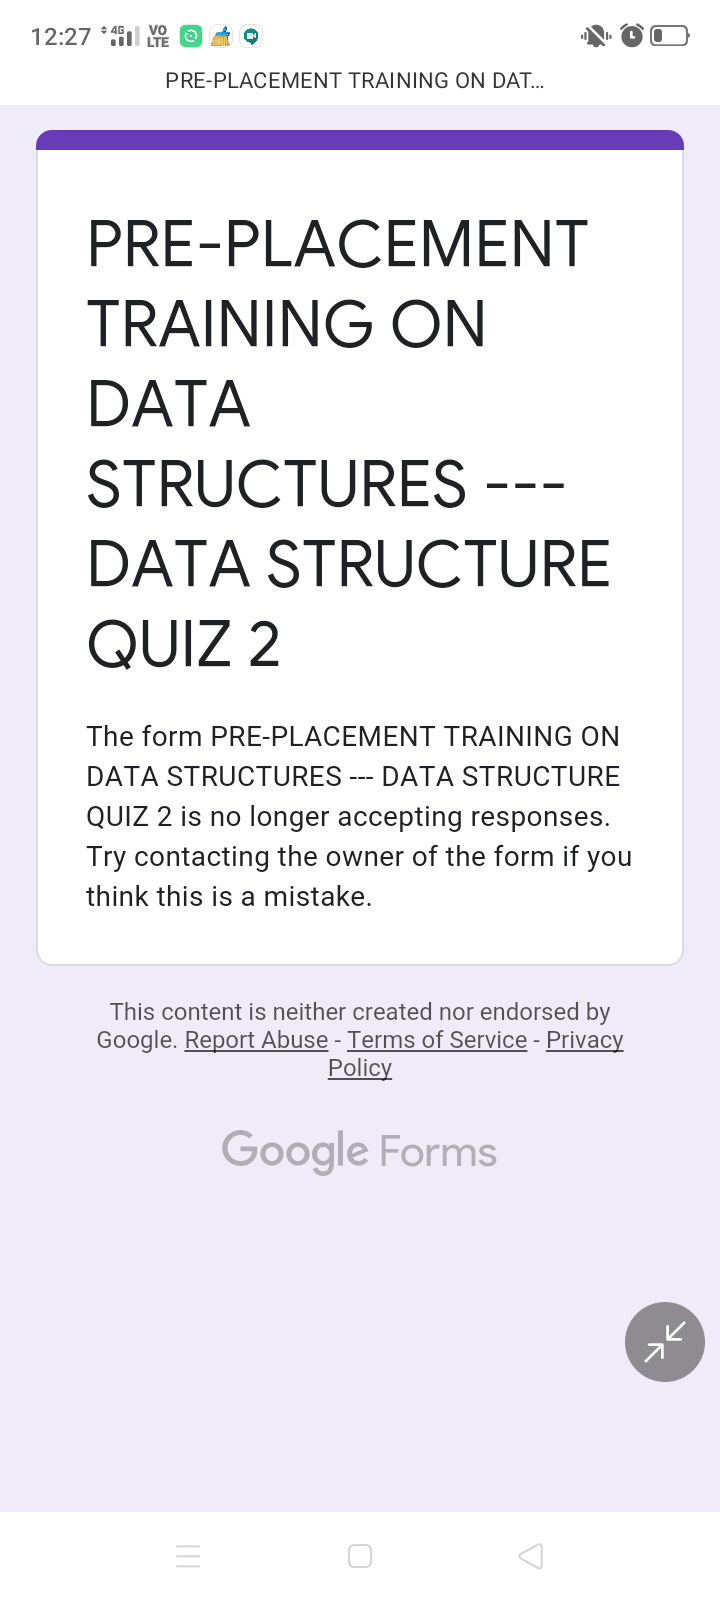 12:27 4G VO LTE
PRE-PLACEMENT TRAINING ON DAT...
PRE-PLACEMENT
TRAINING ON
DATA
STRUCTURES ---
DATA STRUCTURE
QUIZ 2
The form PRE-PLACEMENT TRAINING ON
DATA STRUCTURES --- DATA STRUCTURE
QUIZ 2 is no longer accepting responses.
Try contacting the owner of the form if you
think this is a mistake.
This content is neither created nor endorsed by
Google. Report Abuse - Terms of Service - Privacy
Policy
Google Forms